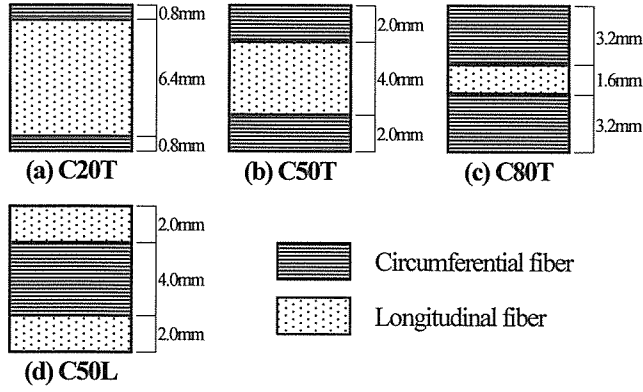 0.8mm
6.4mm
0.8mm
(a) C20T
2.0mm
4.0mm
2.0mm
(b) C50T
3.2mm
1.6mm
3.2mm
(c) C80T
2.0mm
4.0mm
2.0mm
(d) C50L
Circumferential fiber
Longitudinal fiber